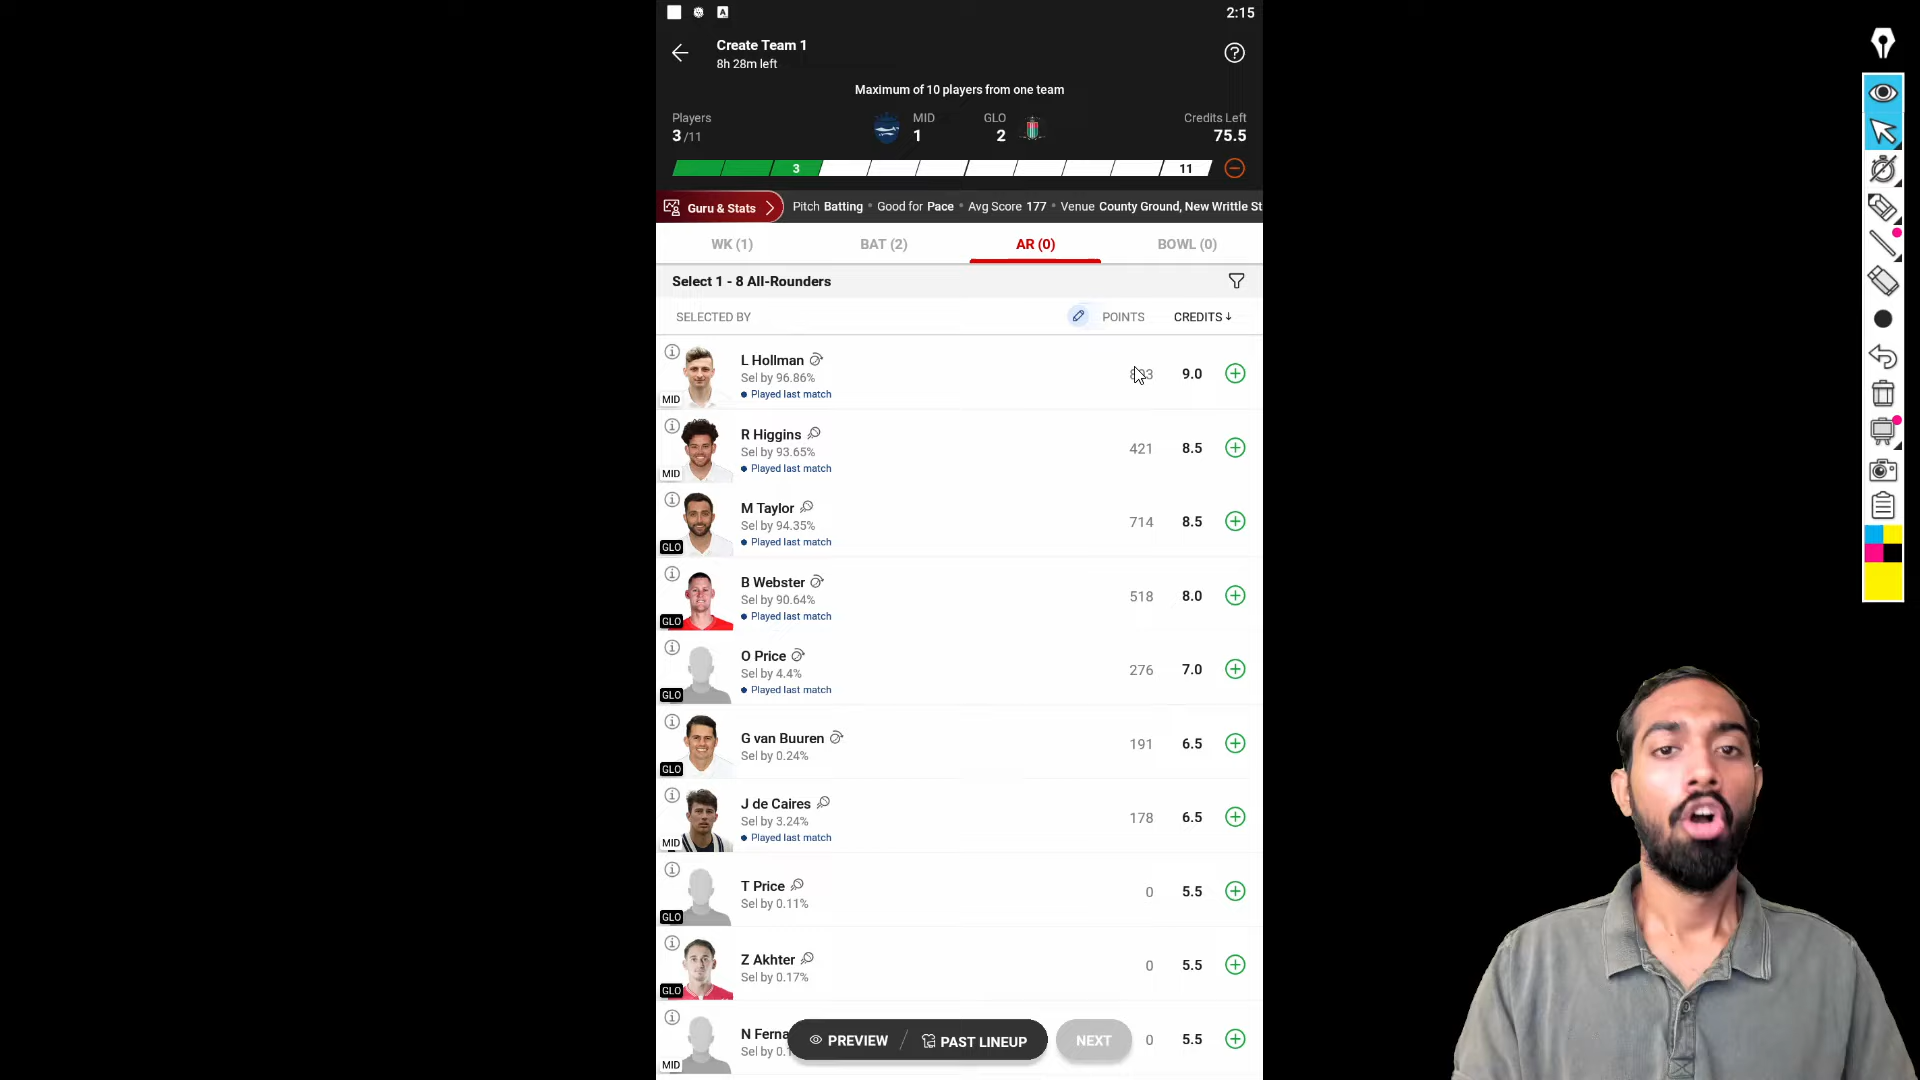 2:15
Create Team 1
8h 28m left
Maximum of 10 players from one team
Players MID GLO Credits Left
3 /11 1 2 75.5
3 11
Guru & Stats Pitch Batting • Good for Pace • Avg Score 177 • Venue County Ground, New Writtle St
WK (1) BAT (2) AR (0) BOWL (0)
Select 1 - 8 All-Rounders
SELECTED BY POINTS CREDITS ↓
L Hollman
Sel by 96.86%
Played last match
MID 9.0
R Higgins
Sel by 93.65%
Played last match
MID 421 8.5
M Taylor
Sel by 94.35%
Played last match
GLO 714 8.5
B Webster
Sel by 90.64%
Played last match
GLO 518 8.0
O Price
Sel by 4.4%
Played last match
GLO 276 7.0
G van Buuren
Sel by 0.24%
GLO 191 6.5
J de Caires
Sel by 3.24%
Played last match
MID 178 6.5
T Price
Sel by 0.11%
GLO 0 5.5
Z Akhter
Sel by 0.17%
GLO 0 5.5
N
Sel by
MID 0 5.5
PREVIEW / PAST LINEUP NEXT